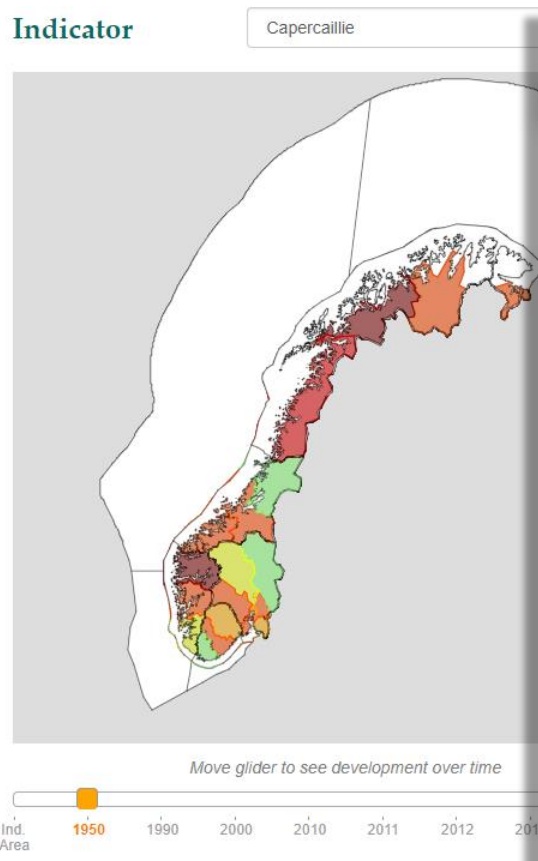 Indicator
Capercaillie
Move glider to see development over time
Ind. Area
1950
1990
2000
2010
2011
2012